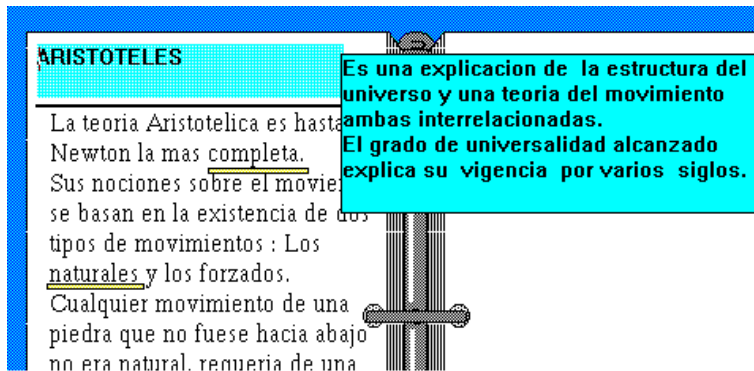 ARISTOTELES
La teoria Aristotelica es hasta
Newton la mas completa.
Sus nociones sobre el movie
se basan en la existencia de dos
tipos de movimientos : Los
naturales y los forzados.
Cualquier movimiento de una
piedra que no fuese hacia abajo
no era natural, requeria de una
Es una explicacion de la estructura del
universo y una teoria del movimiento
ambas interrelacionadas.
El grado de universalidad alcanzado
explica su vigencia por varios siglos.